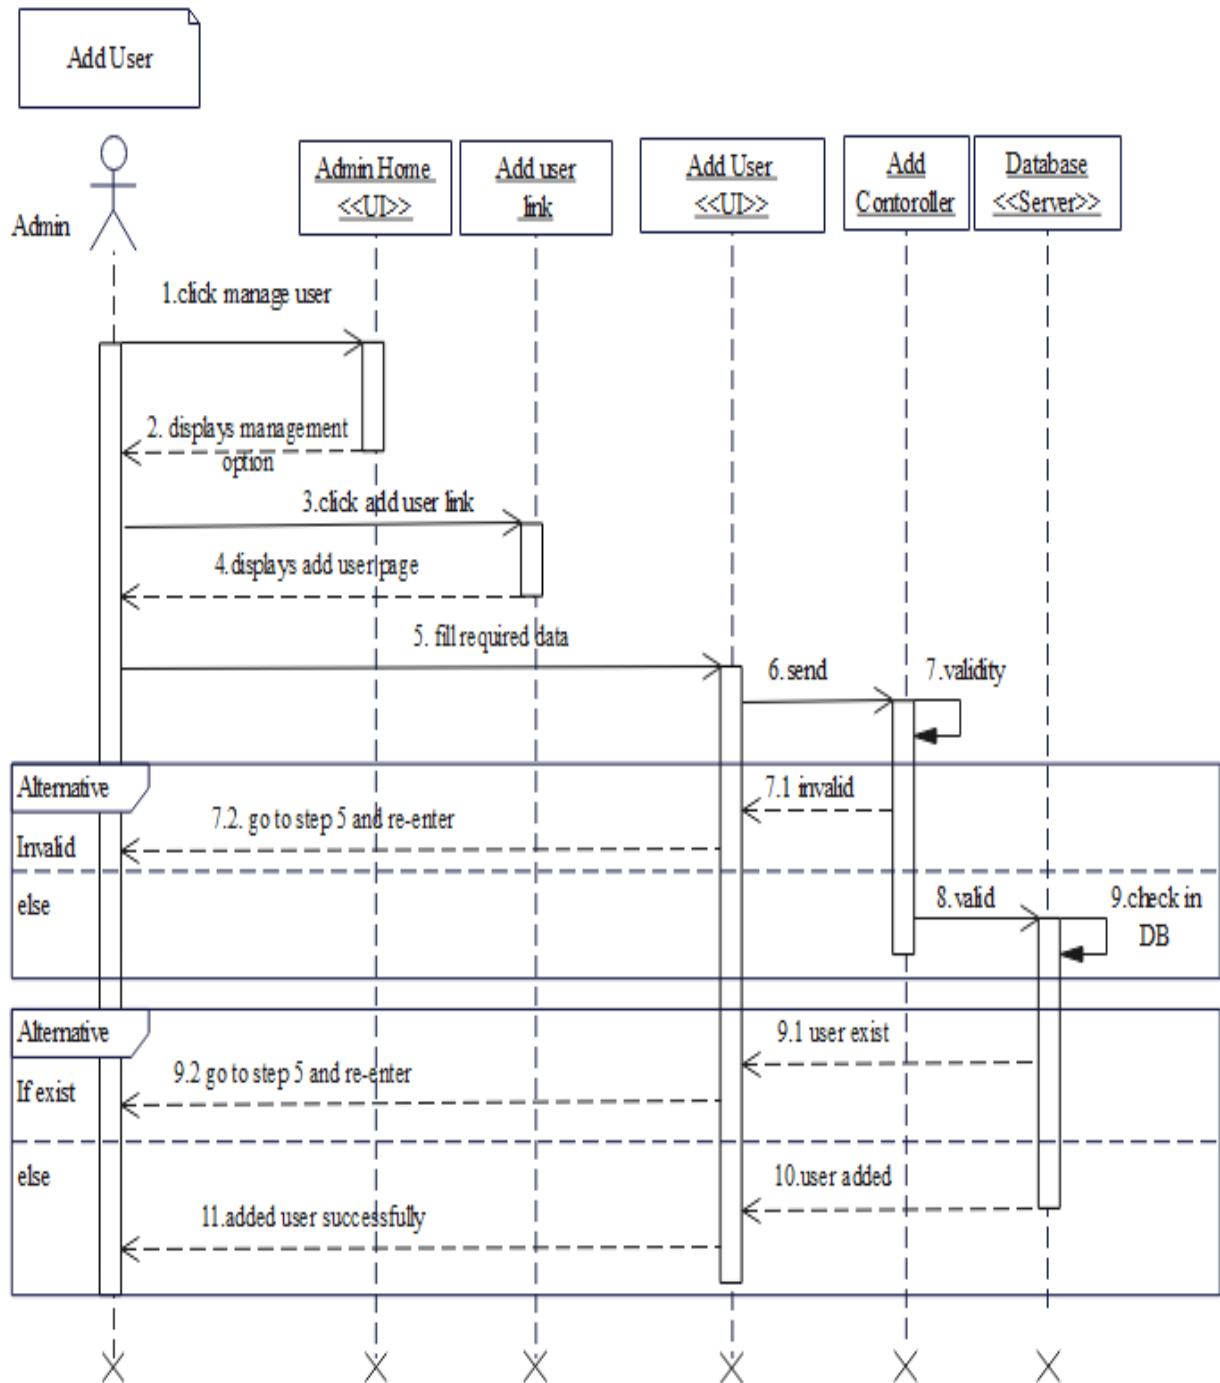 Add User
Admin
Admin Home
<<UI>>
Add user
link
Add User
<<UI>>
Add
Contoroller
Database
<<Server>>
1.click manage user
2. displays management
option
3.click add user link
4.displays add user page
5. fill required data
6.send
7.validity
Alternative
7.1 invalid
7.2. go to step 5 and re-enter
Invalid
else
8.valid
9.check in
DB
Alternative
9.1 user exist
9.2 go to step 5 and re-enter
If exist
else
10.user added
11.added user successfully